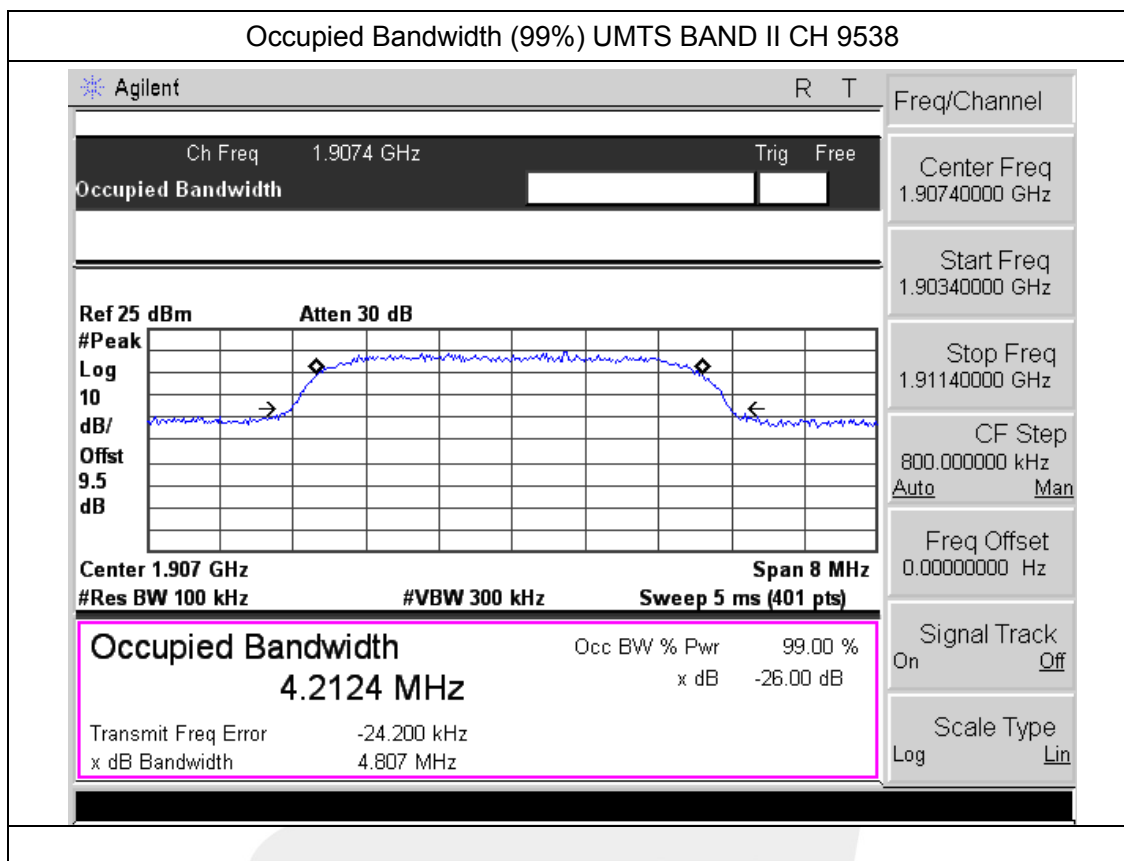 Occupied Bandwidth (99%) UMTS BAND II CH 9538
Agilent R T
Freq/Channel
Ch Freq 1.9074 GHz Trig Free
Occupied Bandwidth
Center Freq
1.90740000 GHz
Start Freq
1.90340000 GHz
Stop Freq
1.91140000 GHz
CF Step
800.000000 kHz
Auto Man
Freq Offset
0.00000000 Hz
Signal Track
On Off
Scale Type
Log Lin
Ref 25 dBm Atten 30 dB
#Peak
Log
10
dB/
Offst
9.5
dB
Center 1.907 GHz Span 8 MHz
#Res BW 100 kHz #VBW 300 kHz Sweep 5 ms (401 pts)
Occupied Bandwidth Occ BW % Pwr 99.00 %
4.2124 MHz x dB -26.00 dB
Transmit Freq Error -24.200 kHz
x dB Bandwidth 4.807 MHz